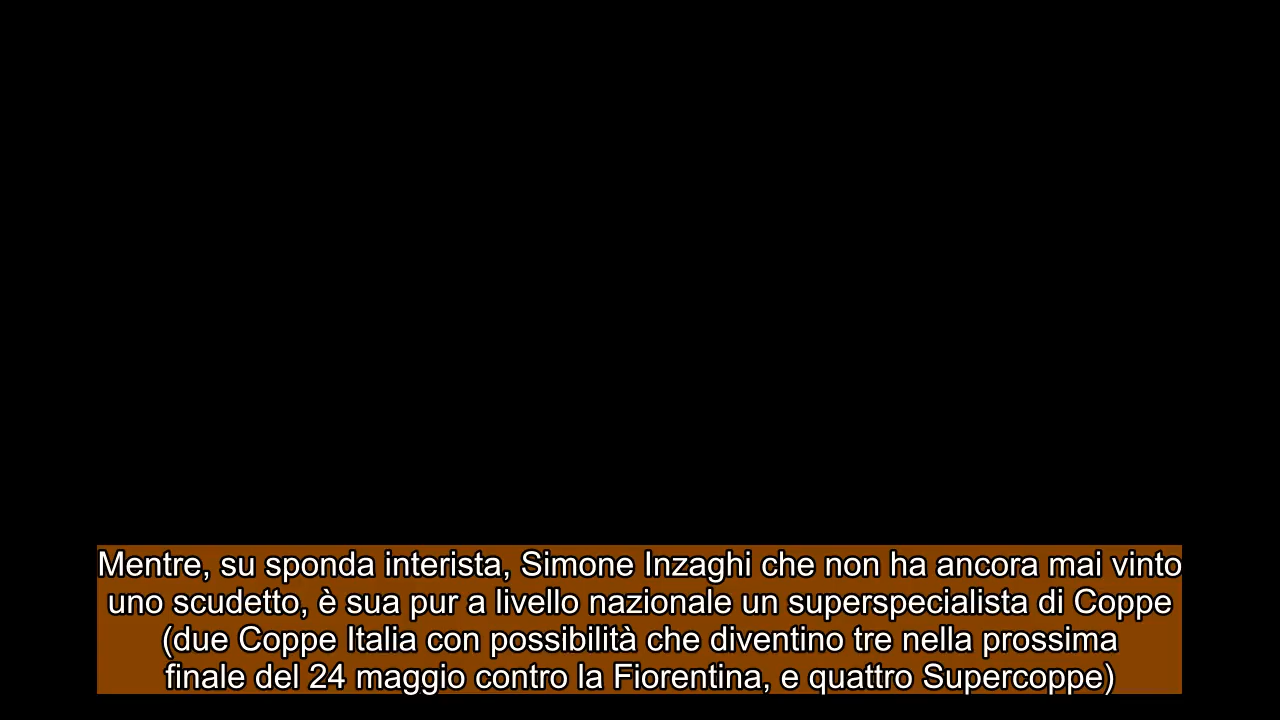 Mentre, su sponda interista, Simone Inzaghi che non ha ancora mai vinto
uno scudetto, è sua pur a livello nazionale un superspecialista di Coppe
(due Coppe Italia con possibilità che diventino tre nella prossima
finale del 24 maggio contro la Fiorentina, e quattro Supercoppe)